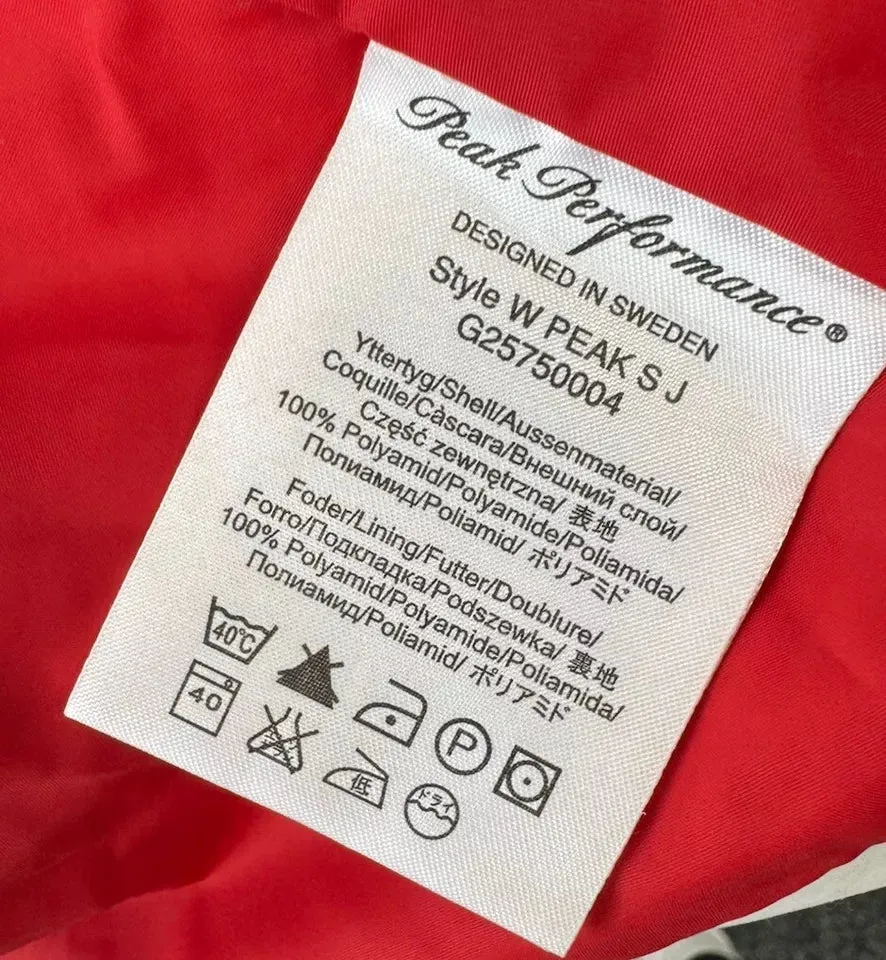 Peak Performance®
DESIGNED IN SWEDEN
Style W PEAK S J
G25750004
Yttertyg/Shell/Aussenmaterial/
Coquille/Càscara/Внешний слой/
Część zewnętrzna/ 表地
100% Polyamid/Polyamide/Poliamida/
Полиамид/Poliamid/ ポリアミド
Foder/Lining/Futter/Doublure/
Forro/Подкладка/Podszewka/ 裏地
100% Polyamid/Polyamide/Poliamida/
Полиамид/Poliamid/ ポリアミド
40°C
P
40
低
ドライ